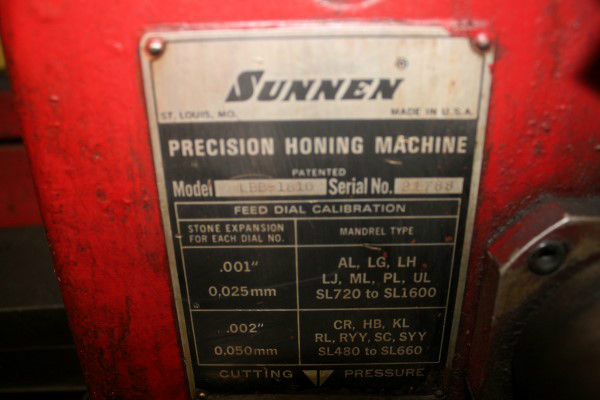 SUNNEN®
ST. LOUIS, MO. MADE IN U.S.A.
PRECISION HONING MACHINE
PATENTED
Model Serial No.
FEED DIAL CALIBRATION
STONE EXPANSION FOR EACH DIAL NO.
MANDREL TYPE
.001"
0,025mm
AL, LG, LH
LJ, ML, PL, UL
SL720 to SL1600
.002"
0,050mm
CR, HB, KL
RL, RYY, SC, SYY
SL480 to SL660
CUTTING PRESSURE